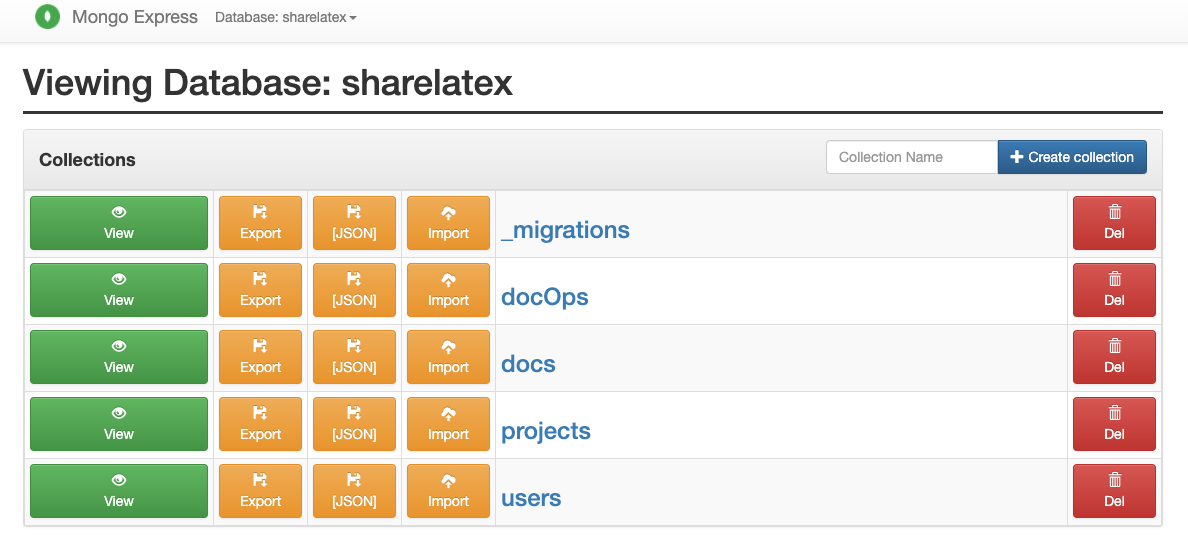 Mongo Express Database: sharelatex
Viewing Database: sharelatex
Collections Collection Name Create collection
View Export [JSON] Import _migrations Del
View Export [JSON] Import docOps Del
View Export [JSON] Import docs Del
View Export [JSON] Import projects Del
View Export [JSON] Import users Del